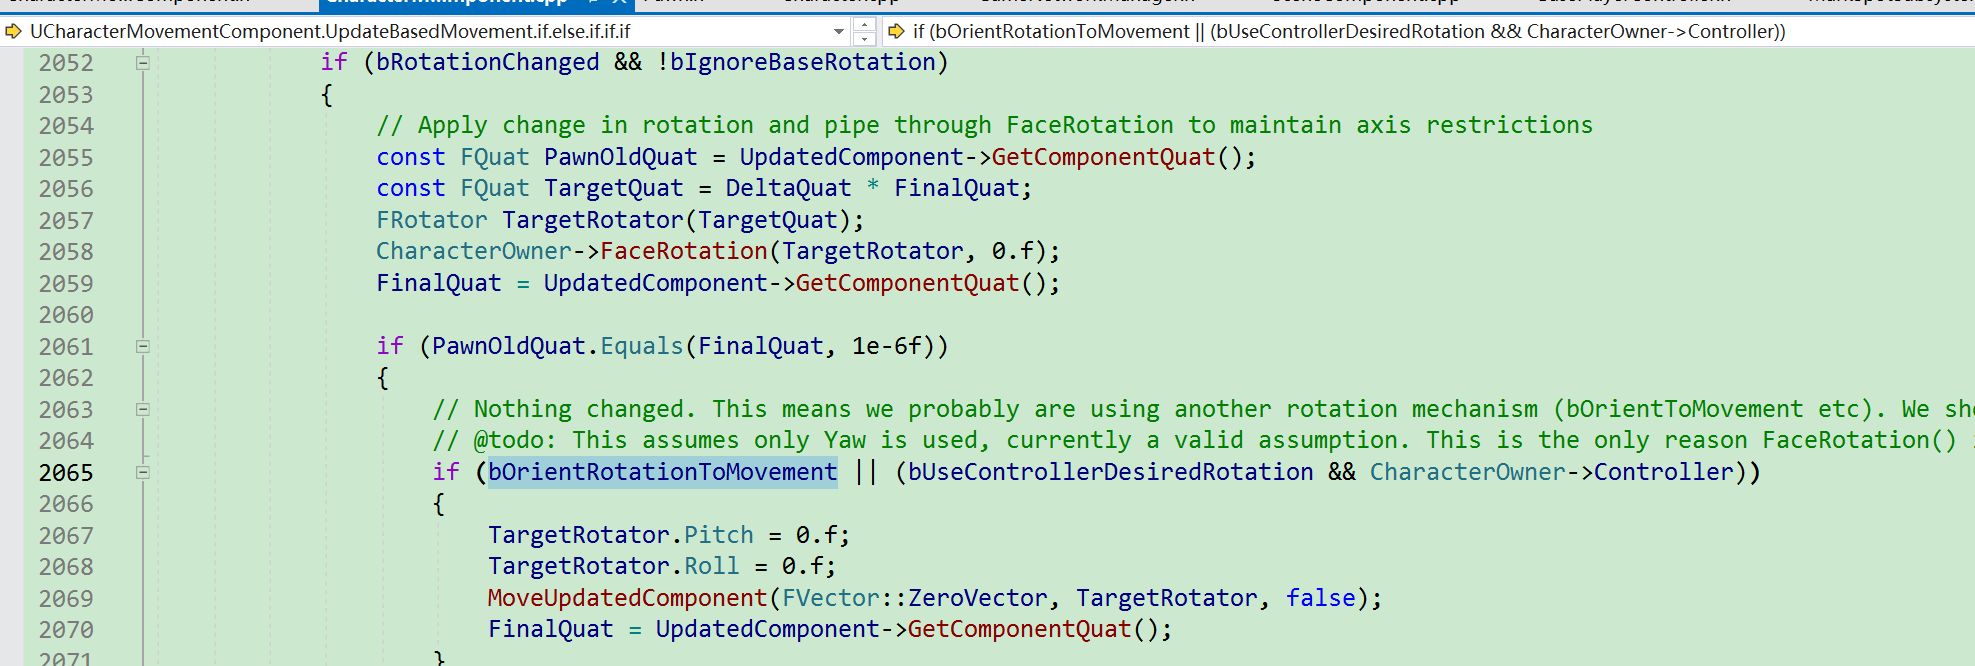 UCharacterMovementComponent.UpdateBasedMovement.if.else.if.if.if
if (bOrientRotationToMovement || (bUseControllerDesiredRotation && CharacterOwner->Controller))
2052 if (bRotationChanged && !bIgnoreBaseRotation)
2053 {
2054 // Apply change in rotation and pipe through FaceRotation to maintain axis restrictions
2055 const FQuat PawnOldQuat = UpdatedComponent->GetComponentQuat();
2056 const FQuat TargetQuat = DeltaQuat * FinalQuat;
2057 FRotator TargetRotator(TargetQuat);
2058 CharacterOwner->FaceRotation(TargetRotator, 0.f);
2059 FinalQuat = UpdatedComponent->GetComponentQuat();
2060
2061 if (PawnOldQuat.Equals(FinalQuat, 1e-6f))
2062 {
2063 // Nothing changed. This means we probably are using another rotation mechanism (bOrientToMovement etc). We sho
2064 // @todo: This assumes only Yaw is used, currently a valid assumption. This is the only reason FaceRotation()
2065 if (bOrientRotationToMovement || (bUseControllerDesiredRotation && CharacterOwner->Controller))
2066 {
2067 TargetRotator.Pitch = 0.f;
2068 TargetRotator.Roll = 0.f;
2069 MoveUpdatedComponent(FVector::ZeroVector, TargetRotator, false);
2070 FinalQuat = UpdatedComponent->GetComponentQuat();
2071 }